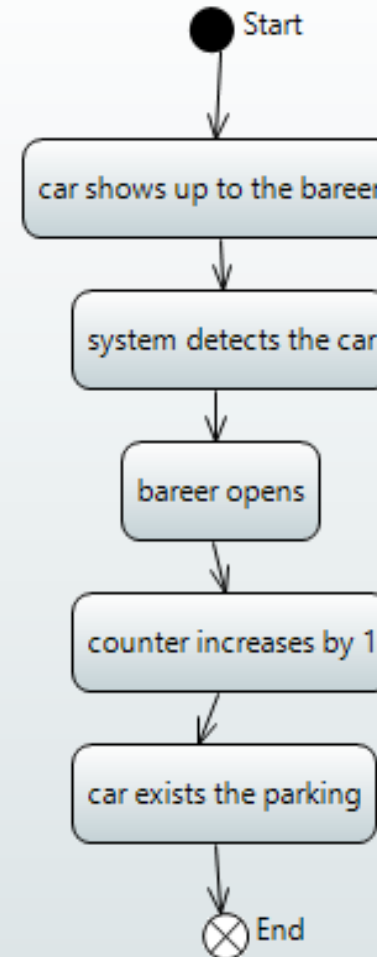 Start
car shows up to the bareer
system detects the car
bareer opens
counter increases by 1
car exists the parking
End